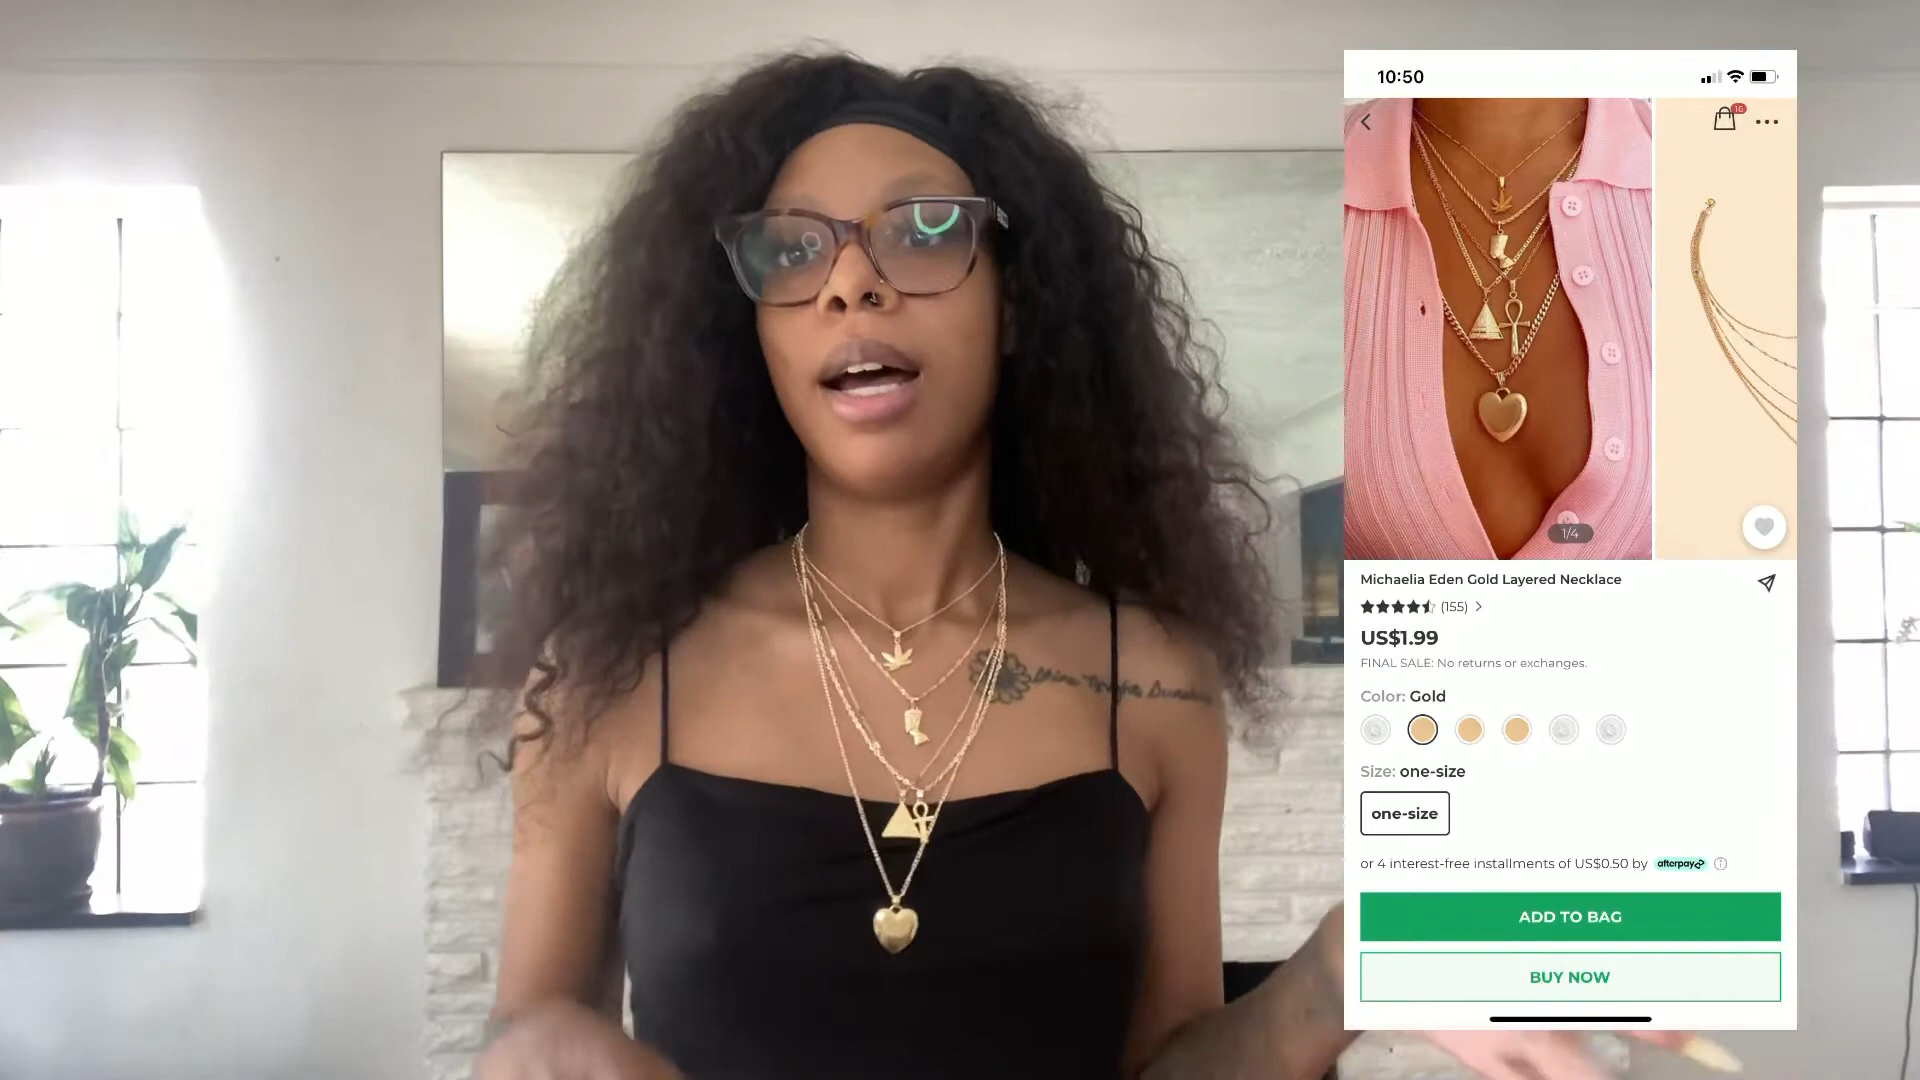 10:50
16
1/4
Michaelia Eden Gold Layered Necklace
(155)
US$1.99
FINAL SALE: No returns or exchanges.
Color: Gold
Size: one-size
one-size
or 4 interest-free installments of US$0.50 by afterpay
ADD TO BAG
BUY NOW